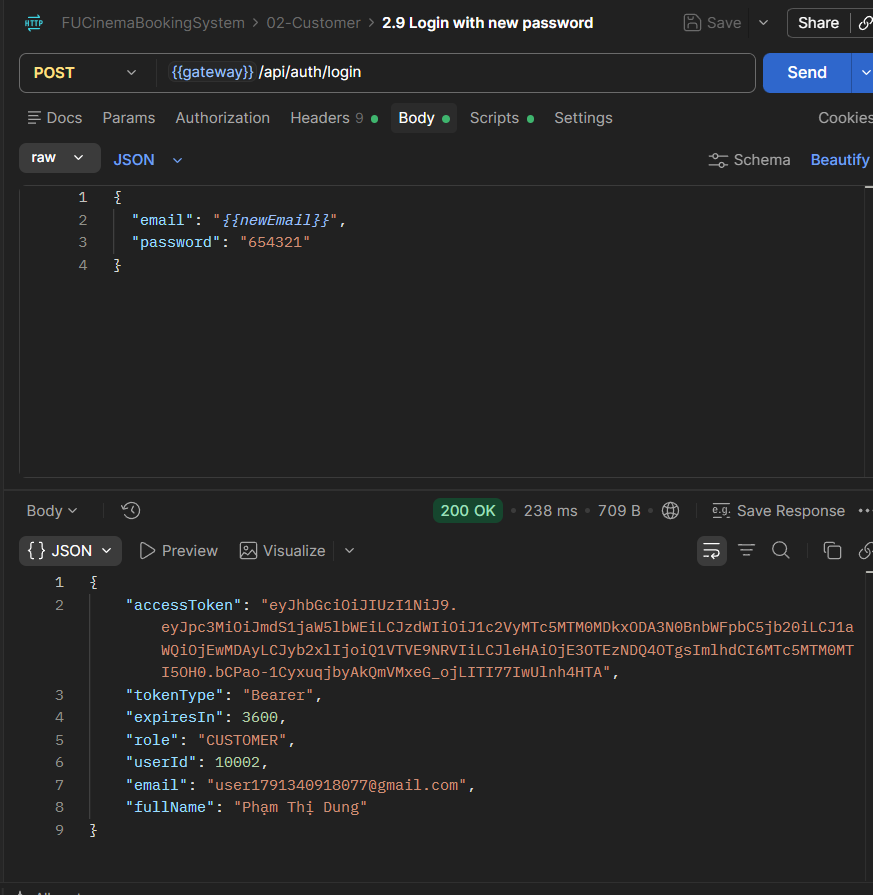 HTTP FUCinemaBookingSystem > 02-Customer > 2.9 Login with new password Save Share
POST {{gateway}} /api/auth/login Send
Docs Params Authorization Headers 9 Body Scripts Settings Cookies
raw JSON Schema Beautify
1 {
2 "email": "{{newEmail}}",
3 "password": "654321"
4 }
Body 200 OK • 238 ms • 709 B • e.g. Save Response
{} JSON Preview Visualize
1 {
2 "accessToken": "eyJhbGciOiJIUzI1NiJ9.
eyJpc3MiOiJmdS1jaW5lbWEiLCJzdWIiOiJ1c2VyMTc5MTM0MDkxODA3N0BnbWFpbC5jb20iLCJ1a
WQiOjEwMDAyLCJyb2xlIjoiQ1VTVE9NRVIiLCJleHAiOjE3OTEzNDQ4OTgsImlhdCI6MTc5MTM0MT
I5OH0.bCPao-1CyxuqjbyAkQmVMxeG_ojLITI77IwUlnh4HTA",
3 "tokenType": "Bearer",
4 "expiresIn": 3600,
5 "role": "CUSTOMER",
6 "userId": 10002,
7 "email": "user1791340918077@gmail.com",
8 "fullName": "Phạm Thị Dung"
9 }